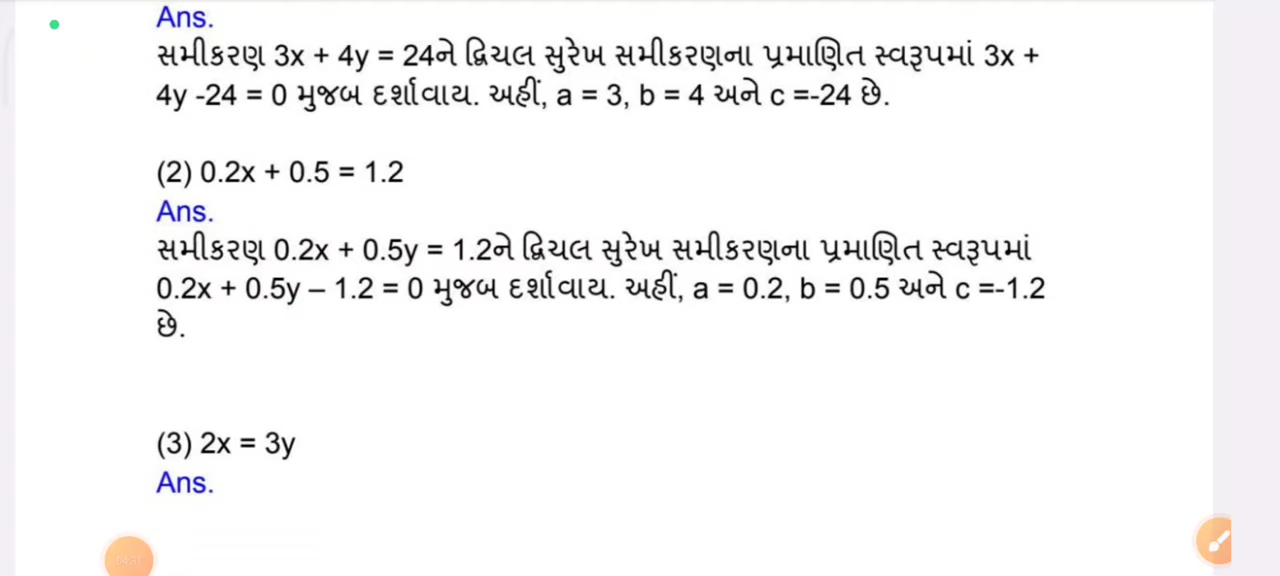 Ans.
સમીકરણ 3x + 4y = 24ને દ્વિચલ સુરેખ સમીકરણના પ્રમાણિત સ્વરૂપમાં 3x +
4y -24 = 0 મુજબ દર્શાવાય. અહીં, a = 3, b = 4 અને c =-24 છે.
(2) 0.2x + 0.5 = 1.2
Ans.
સમીકરણ 0.2x + 0.5y = 1.2ને દ્વિચલ સુરેખ સમીકરણના પ્રમાણિત સ્વરૂપમાં
0.2x + 0.5y – 1.2 = 0 મુજબ દર્શાવાય. અહીં, a = 0.2, b = 0.5 અને c =-1.2
છે.
(3) 2x = 3y
Ans.